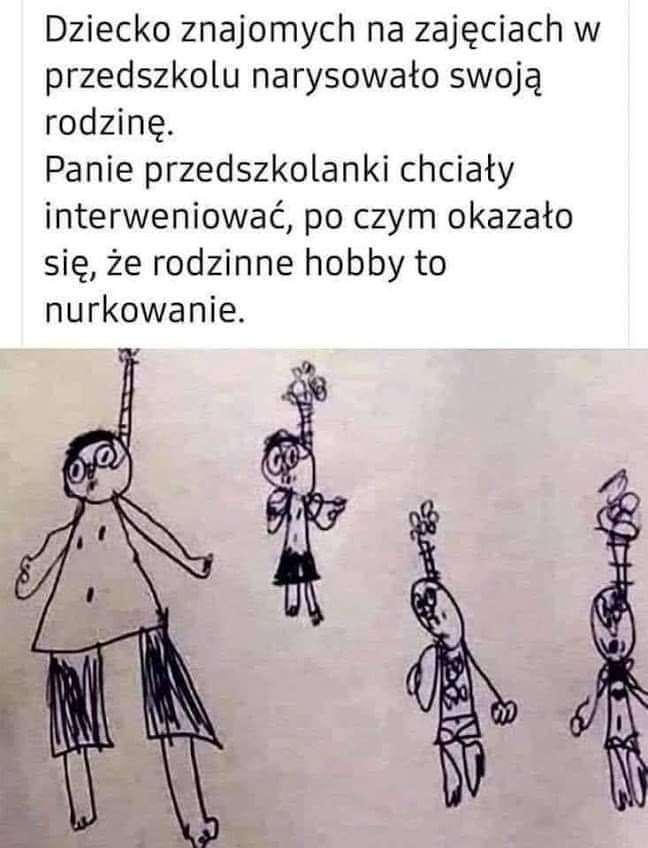 Dziecko znajomych na zajęciach w
przedszkolu narysowało swoją
rodzinę.
Panie przedszkolanki chciały
interweniować, po czym okazało
się, że rodzinne hobby to
nurkowanie.